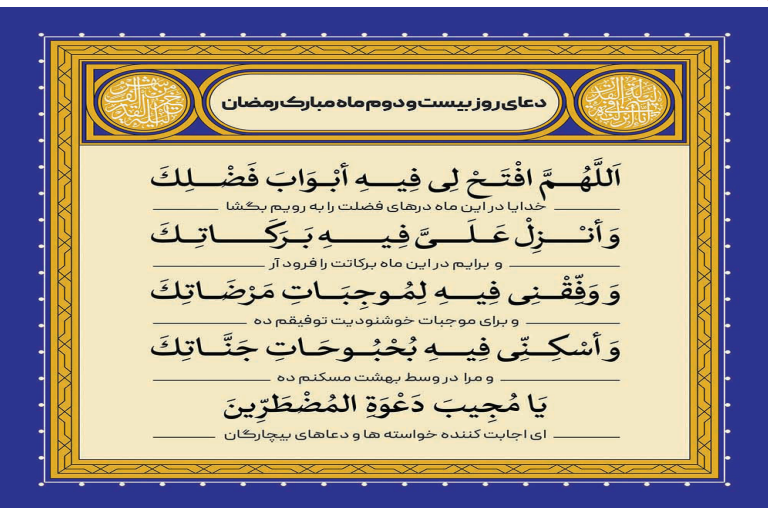 دعای روز بیست و دوم ماه مبارک رمضان
اَللَّهُمَّ افْتَحْ لِی فِیهِ أَبْوَابَ فَضْلِكَ
خدایا در این ماه درهای فضلت را به رویم بگشا
وَ أَنْزِلْ عَلَیَّ فِیهِ بَرَكَاتِكَ
و برایم در این ماه برکاتت را فرود آر
وَ وَفِّقْنِی فِیهِ لِمُوجِبَاتِ مَرْضَاتِكَ
و برای موجبات خوشنودیت توفیقم ده
وَ أَسْكِنِّی فِیهِ بُحْبُوحَاتِ جَنَّاتِكَ
و مرا در وسط بهشت مسکنم ده
یَا مُجِیبَ دَعْوَةِ المُضْطَرِّینَ
ای اجابت کننده خواسته ها و دعاهای بیچارگان